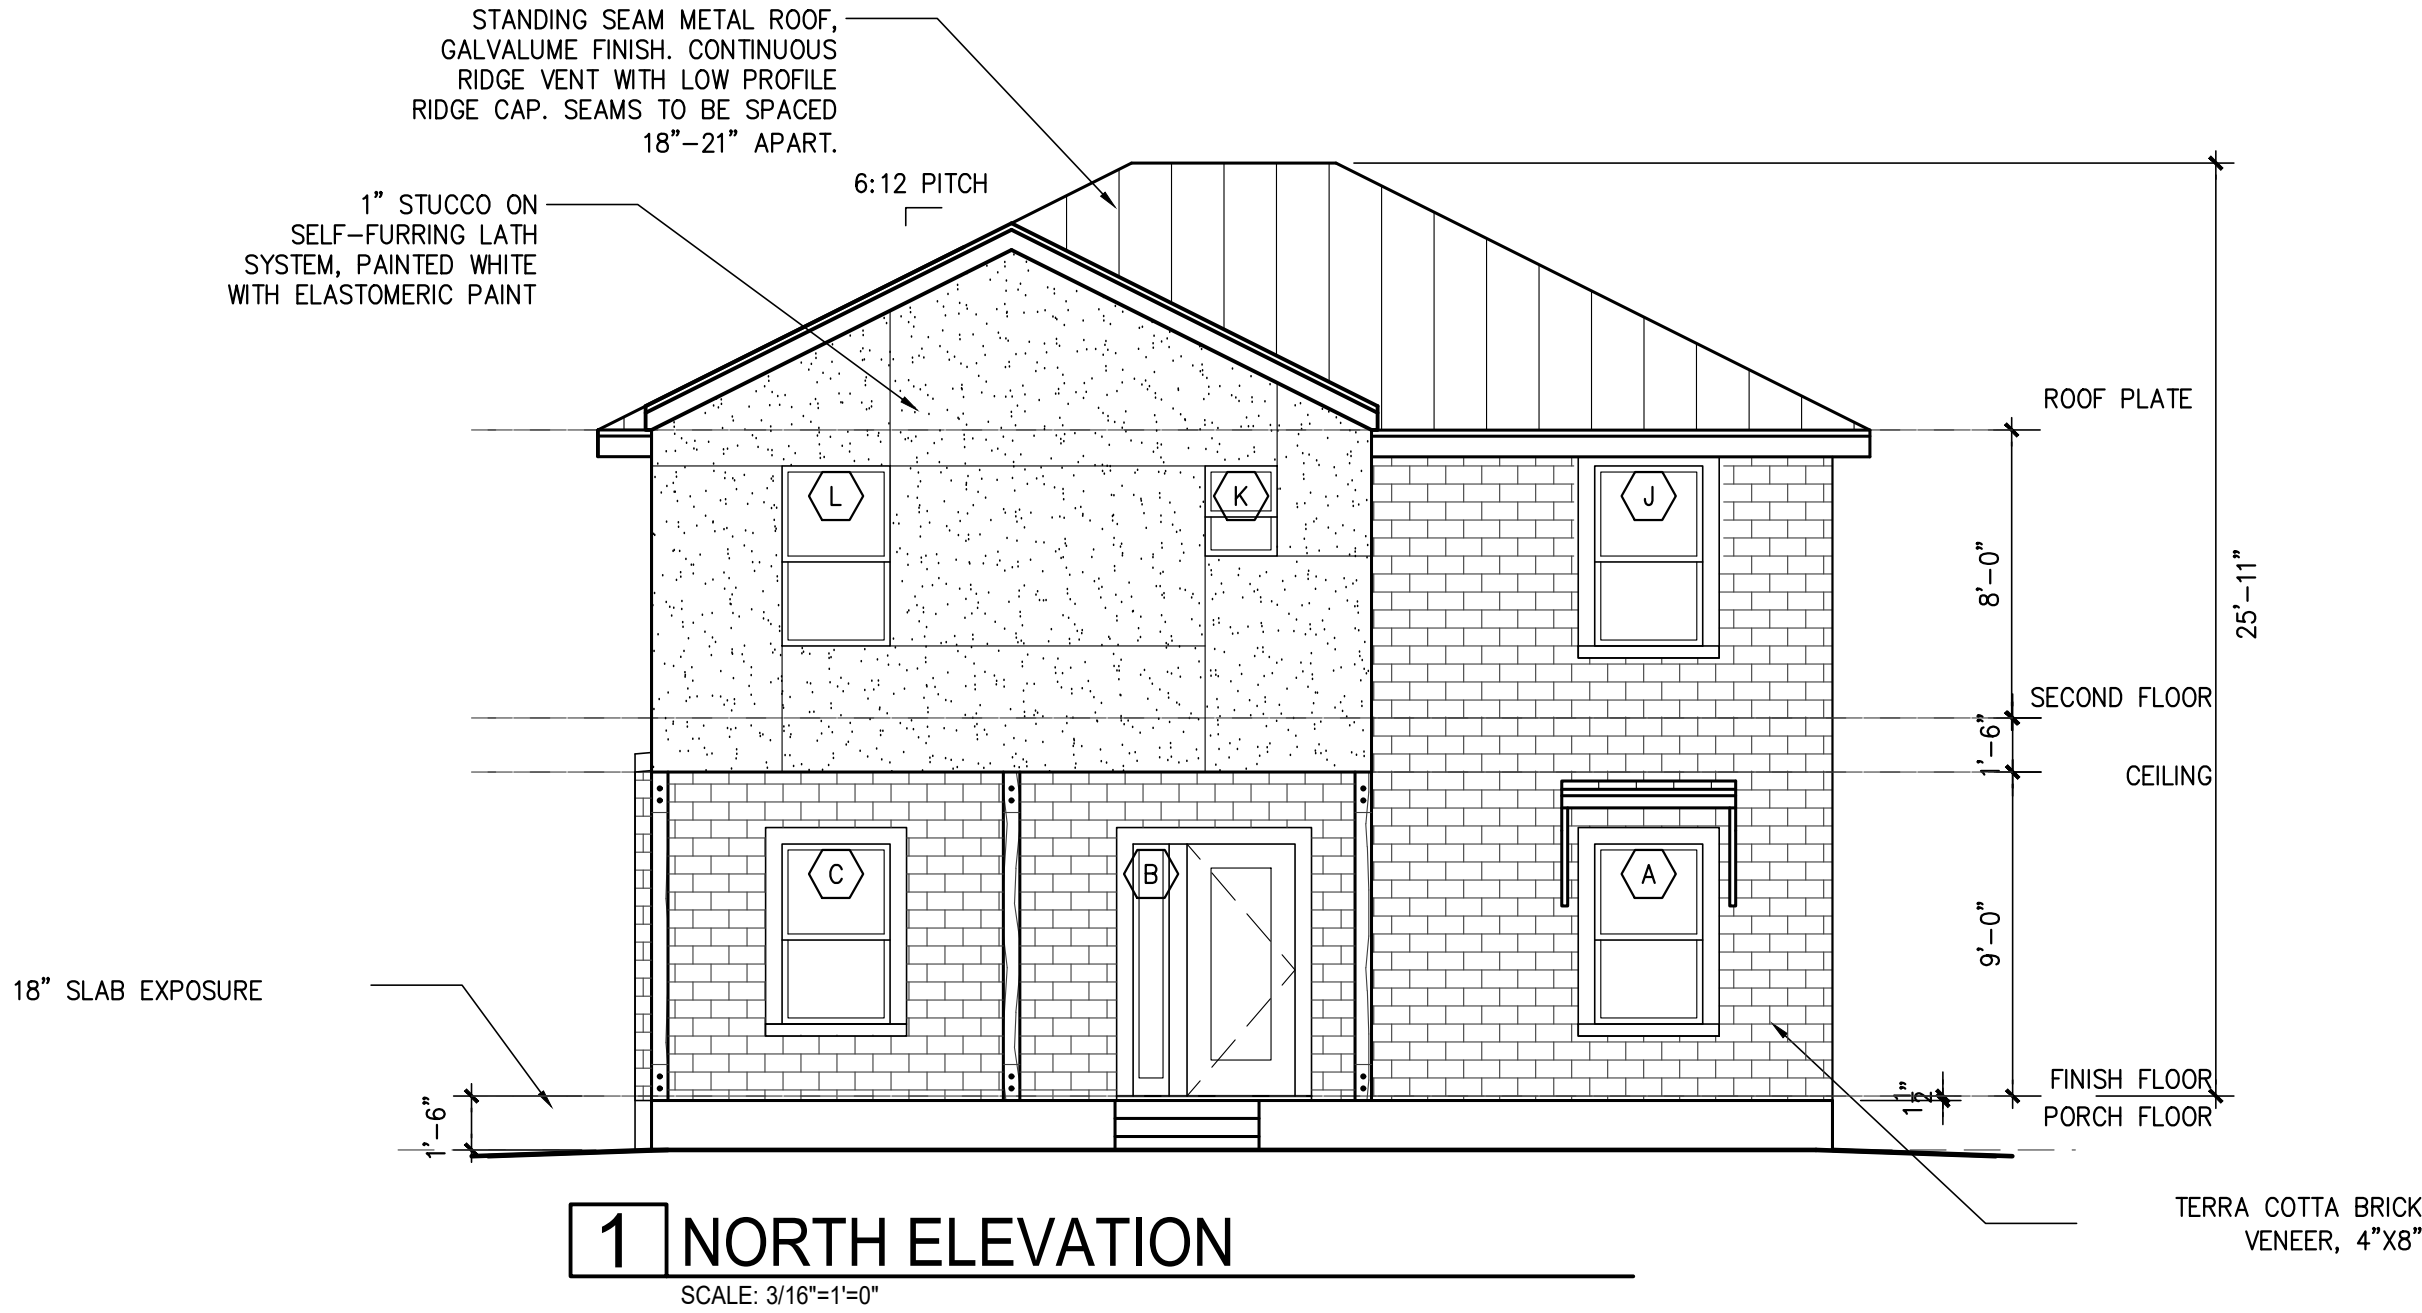 STANDING SEAM METAL ROOF,
GALVALUME FINISH. CONTINUOUS
RIDGE VENT WITH LOW PROFILE
RIDGE CAP. SEAMS TO BE SPACED
18”–21” APART.
6:12 PITCH
1” STUCCO ON
SELF–FURRING LATH
SYSTEM, PAINTED WHITE
WITH ELASTOMERIC PAINT
ROOF PLATE
L
K
J
8’–0”
25’–11”
SECOND FLOOR
1’–6”
CEILING
C
B
A
9’–0”
18” SLAB EXPOSURE
1’–6”
FINISH FLOOR
1½”
PORCH FLOOR
TERRA COTTA BRICK
VENEER, 4”X8”
1 NORTH ELEVATION
SCALE: 3/16"=1'=0"